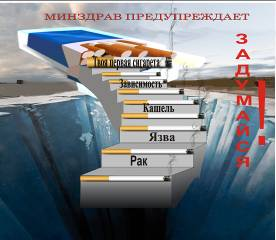 МИНЗДРАВ ПРЕДУПРЕЖДАЕТ
ЗАДУМАЙСЯ!
Твоя первая сигарета
Зависимость
Кашель
Язва
Рак